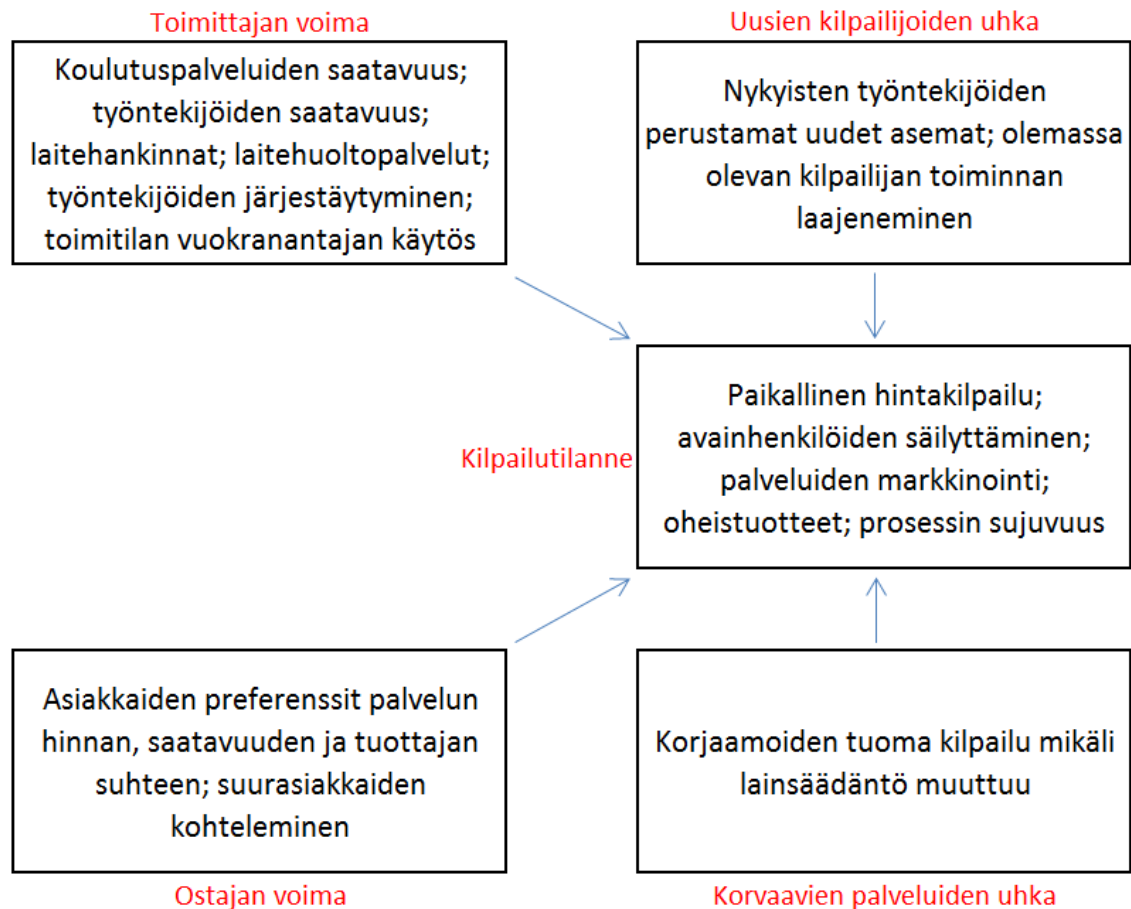 Toimittajan voima
Koulutuspalveluiden saatavuus;
työntekijöiden saatavuus;
laitehankinnat; laitehuoltopalvelut;
työntekijöiden järjestäytyminen;
toimitilan vuokranantajan käytös
Uusien kilpailijoiden uhka
Nykyisten työntekijöiden
perustamat uudet asemat; olemassa
olevan kilpailijan toiminnan
laajeneminen
Kilpailutilanne
Paikallinen hintakilpailu;
avainhenkilöiden säilyttäminen;
palveluiden markkinointi;
oheistuotteet; prosessin sujuvuus
Asiakkaiden preferenssit palvelun
hinnan, saatavuuden ja tuottajan
suhteen; suurasiakkaiden
kohteleminen
Ostajan voima
Korjaamoiden tuoma kilpailu mikäli
lainsäädäntö muuttuu
Korvaavien palveluiden uhka